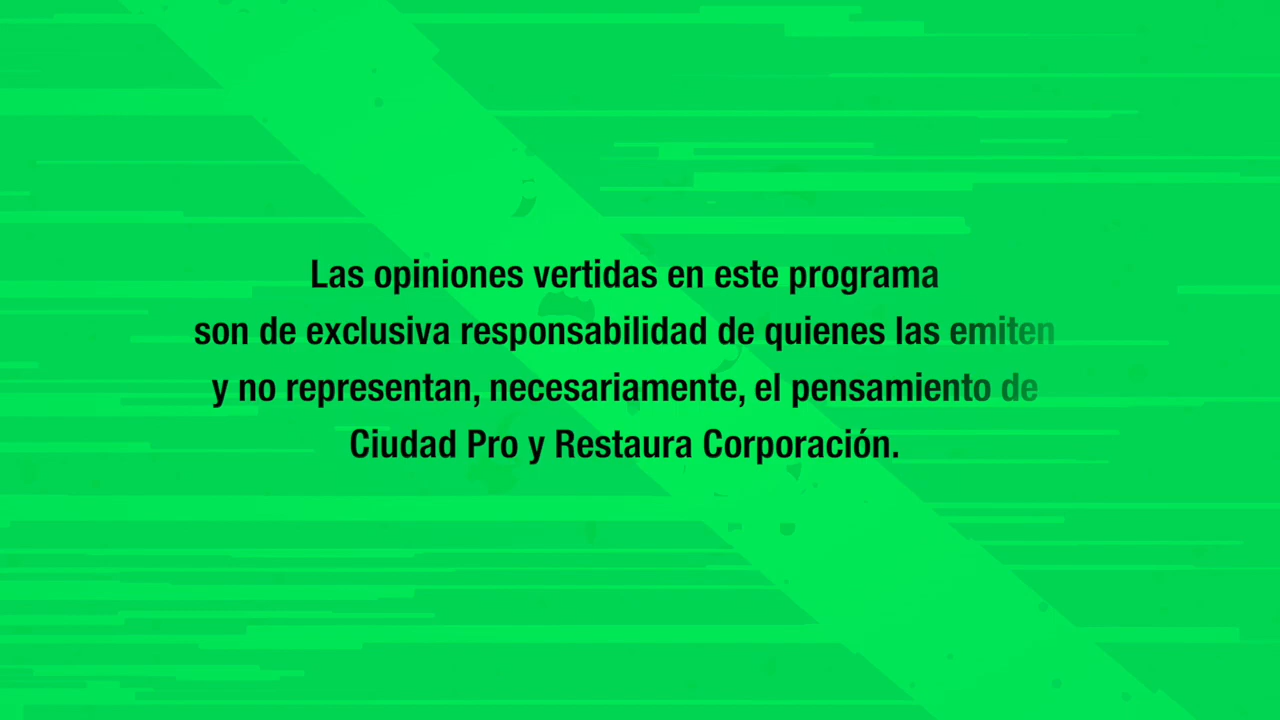 Las opiniones vertidas en este programa
son de exclusiva responsabilidad de quienes las emiten
y no representan, necesariamente, el pensamiento de
Ciudad Pro y Restaura Corporación.